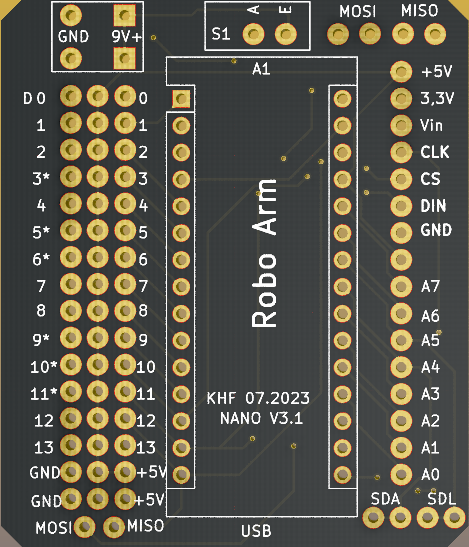 A E MOSI MISO
GND 9V+ S1
A1 +5V
D0 0 3,3V
1 1 Vin
2 2 CLK
3* 3 CS
4 4 DIN
5* 5 GND
6* 6
7 7 A7
8 8 A6
9* 9 A5
10* 10 A4
11* 11 A3
12 12 A2
13 13 A1
GND +5V A0
GND +5V SDA SDL
MOSI MISO USB
Robo Arm
KHF 07.2023
NANO V3.1